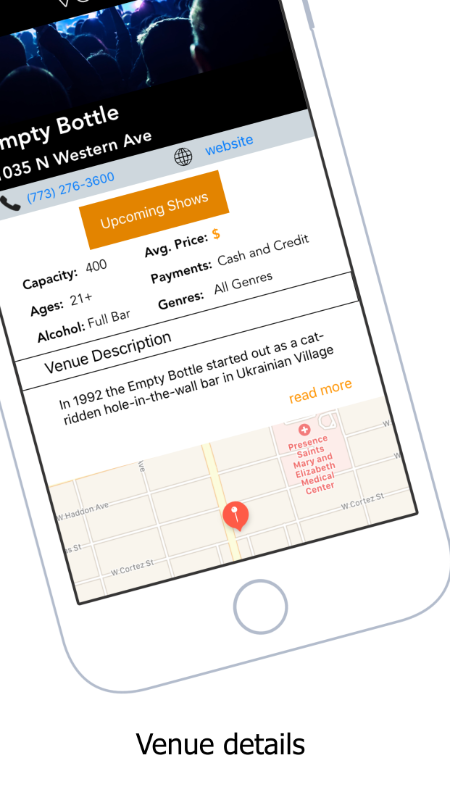 mpty Bottle
1035 N Western Ave
(773) 276-3600
website
Upcoming Shows
Capacity: 400
Avg. Price: $
Ages: 21+
Payments: Cash and Credit
Alcohol: Full Bar
Genres: All Genres
Venue Description
In 1992 the Empty Bottle started out as a cat-
ridden hole-in-the-wall bar in Ukrainian Village
read more
Presence
Saints
Mary and
Elizabeth
Medical
Center
Ave
W.Haddon Ave
W.Cortez St
W.Cortez St
W
W
Venue details